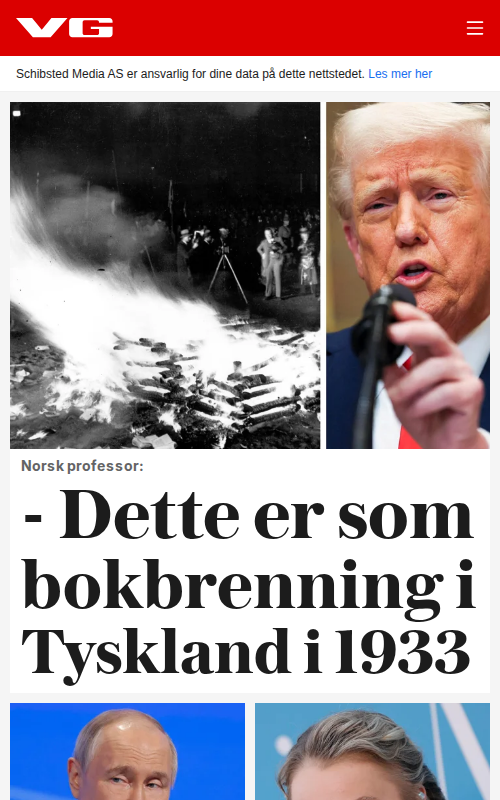 VG
Schibsted Media AS er ansvarlig for dine data på dette nettstedet. Les mer her
Norsk professor:
- Dette er som
bokbrenning i
Tyskland i 1933